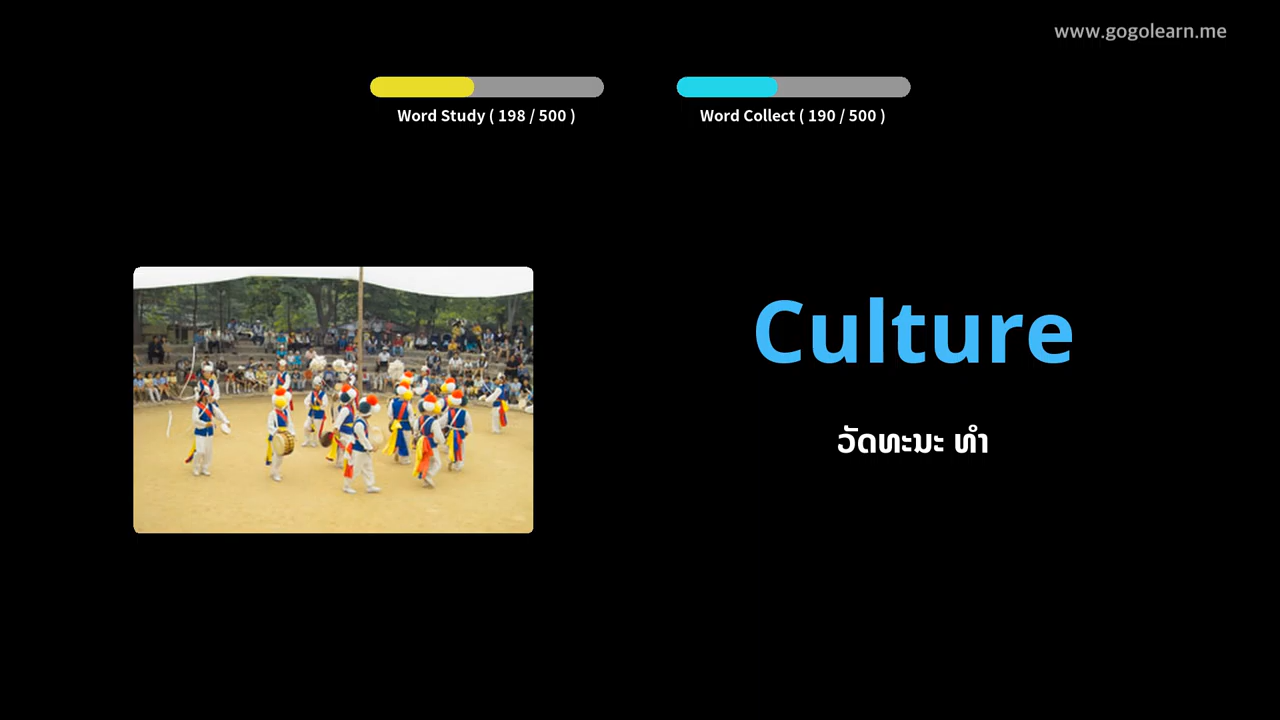 www.gogolearn.me
Word Study ( 198 / 500 )
Word Collect ( 190 / 500 )
Culture
ວັດທະນະ ທຳ